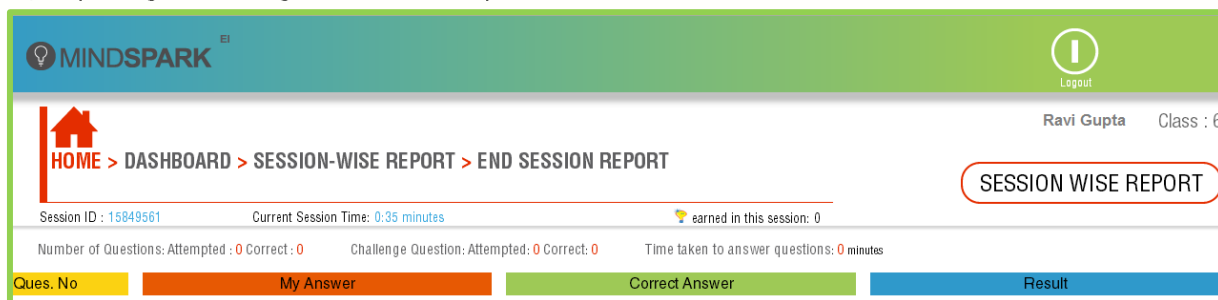 MINDSPARK EI
Logout
Ravi Gupta Class : 6
HOME > DASHBOARD > SESSION-WISE REPORT > END SESSION REPORT
SESSION WISE REPORT
Session ID : 15849561 Current Session Time: 0:35 minutes earned in this session: 0
Number of Questions: Attempted : 0 Correct : 0 Challenge Question: Attempted: 0 Correct: 0 Time taken to answer questions: 0 minutes
Ques. No My Answer Correct Answer Result